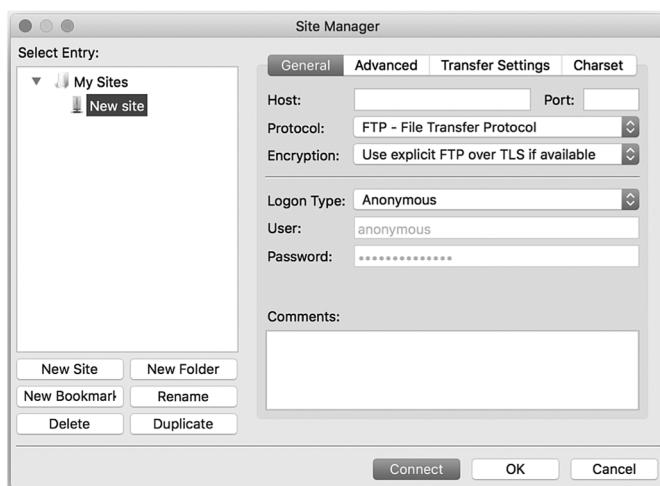 Site Manager
Select Entry:
My Sites
New site
New Site New Folder
New Bookmark Rename
Delete Duplicate
General Advanced Transfer Settings Charset
Host: Port:
Protocol: FTP - File Transfer Protocol
Encryption: Use explicit FTP over TLS if available
Logon Type: Anonymous
User: anonymous
Password: ••••••••••••••
Comments:
Connect OK Cancel